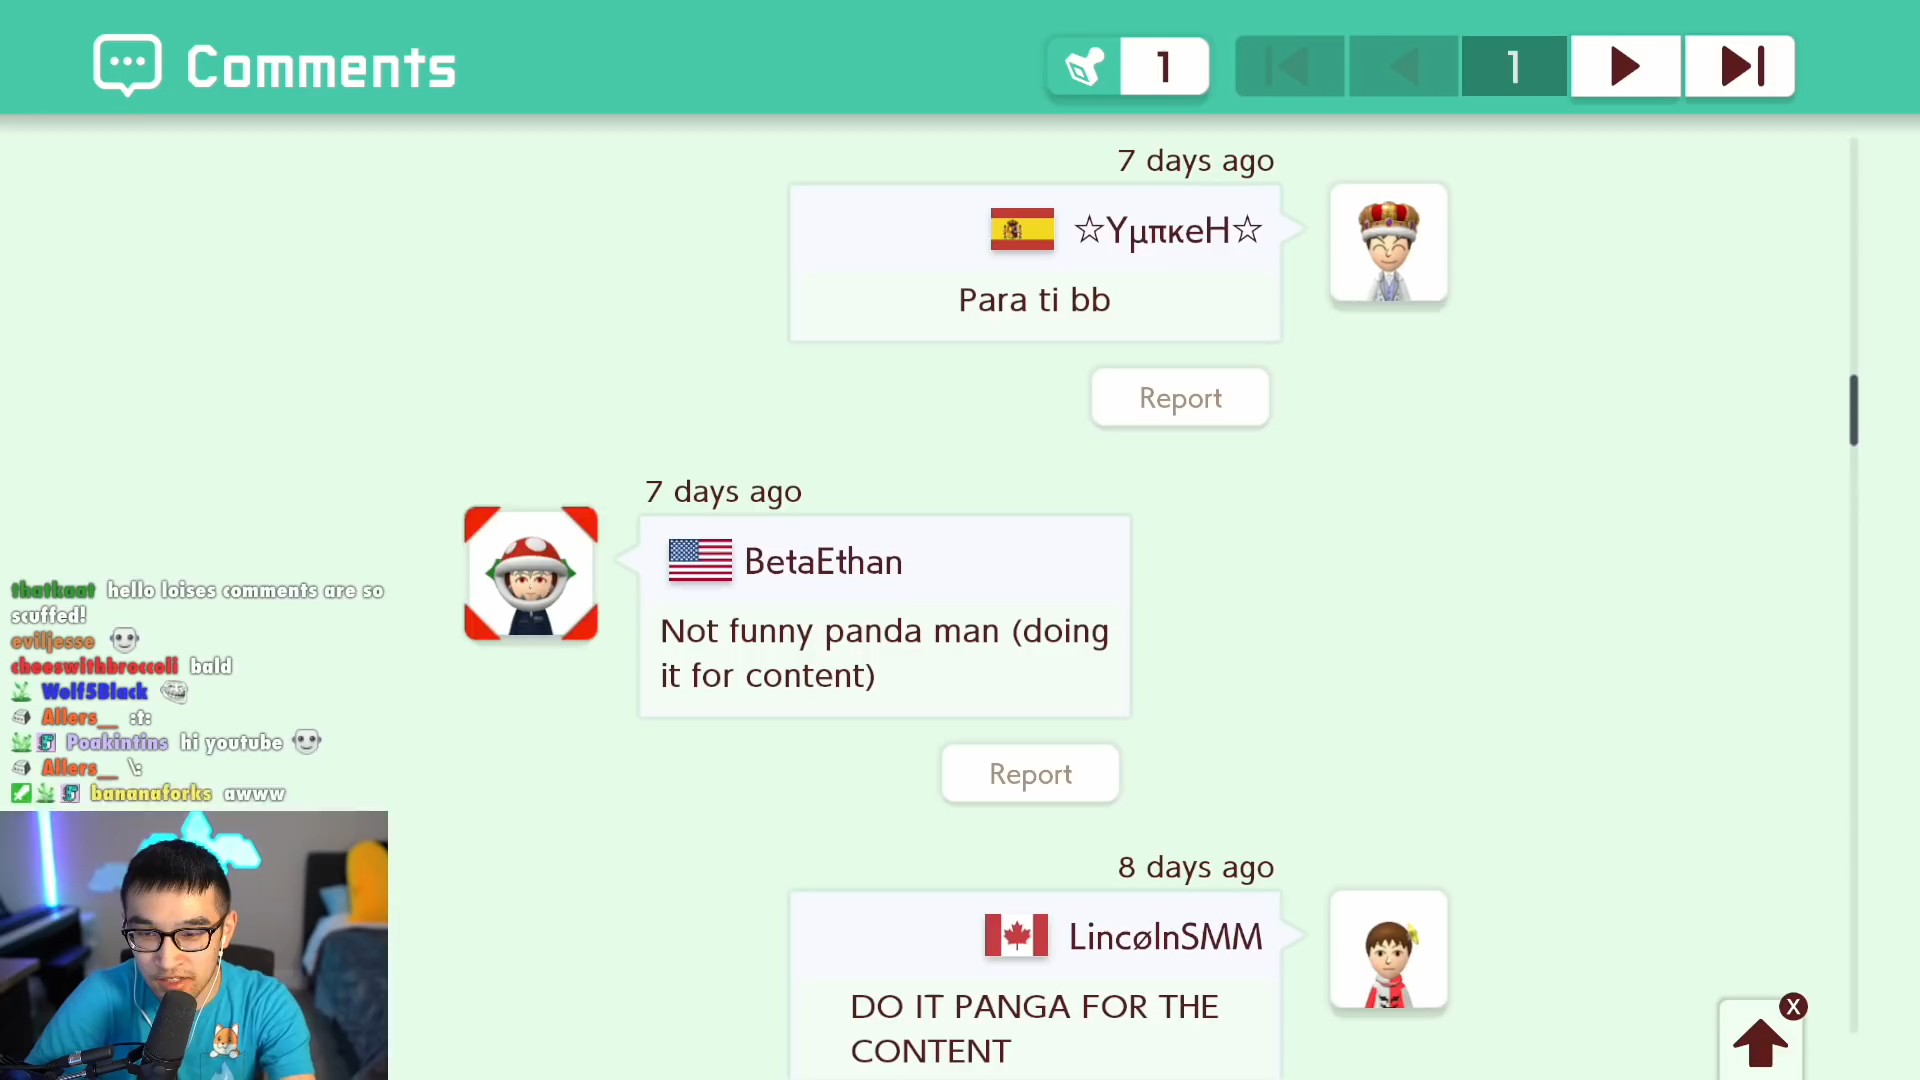 Comments
1
1
7 days ago
☆YμπκeH☆
Para ti bb
Report
7 days ago
BetaEthan
Not funny panda man (doing
it for content)
Report
8 days ago
LincølnSMM
DO IT PANGA FOR THE
CONTENT
X
thatkaat hello loises comments are so
scuffed!
eviljesse
cheeswithbroccoli bald
Wolf5Black
Allers__ :t:
Poakintins hi youtube
Allers__ \:
bananaforks awww